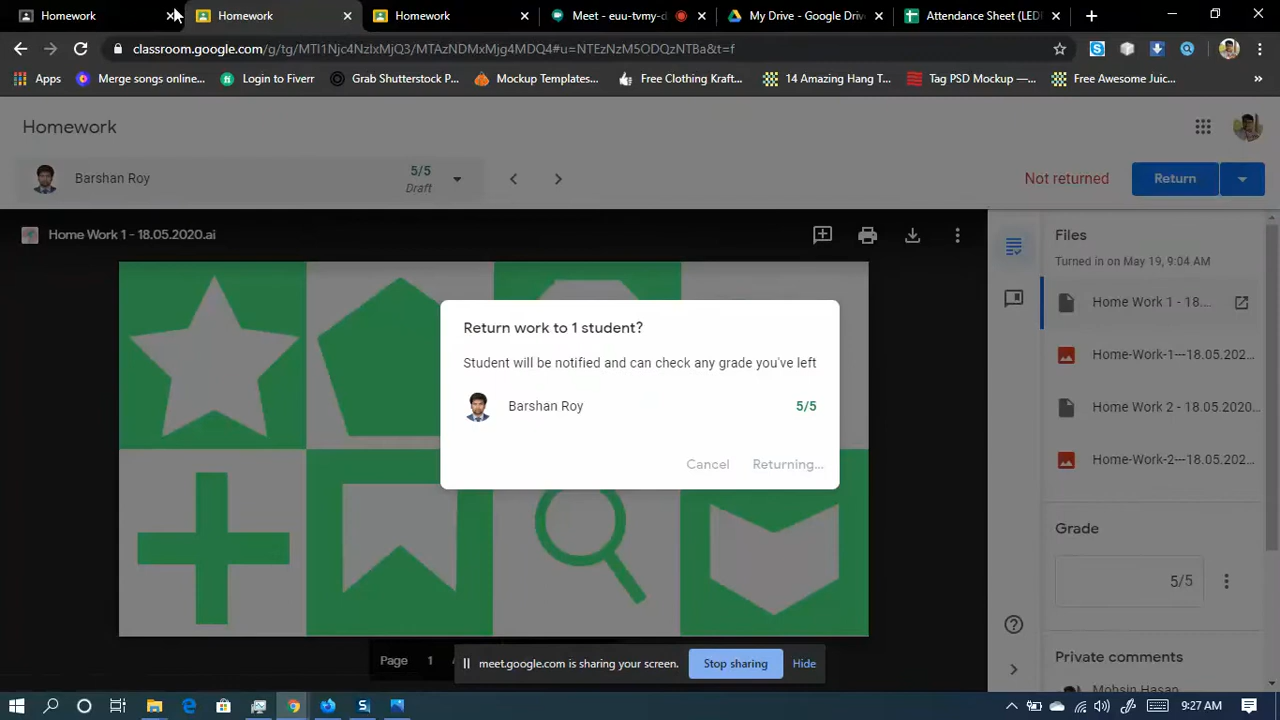 Homework
Homework
Homework
Meet - euu-tvmy-d
My Drive - Google Driv
Attendance Sheet (LEDI
classroom.google.com/g/tg/MTI1Njc4NzIxMjQ3/MTAzNDMxMjg4MDQ4#u=NTEzNzM5ODQzNTBa&t=f
Apps
Merge songs online...
Login to Fiverr
Grab Shutterstock P...
Mockup Templates...
Free Clothing Kraft...
14 Amazing Hang T...
Tag PSD Mockup —...
Free Awesome Juic...
Homework
Barshan Roy
5/5
Draft
Not returned
Return
Home Work 1 - 18.05.2020.ai
Files
Turned in on May 19, 9:04 AM
Home Work 1 - 18....
Home-Work-1---18.05.202...
Home Work 2 - 18.05.2020...
Home-Work-2---18.05.202...
Return work to 1 student?
Student will be notified and can check any grade you've left
Barshan Roy
5/5
Cancel
Returning...
Grade
5/5
Private comments
Mohsin Hasan
Page 1
meet.google.com is sharing your screen.
Stop sharing
Hide
9:27 AM